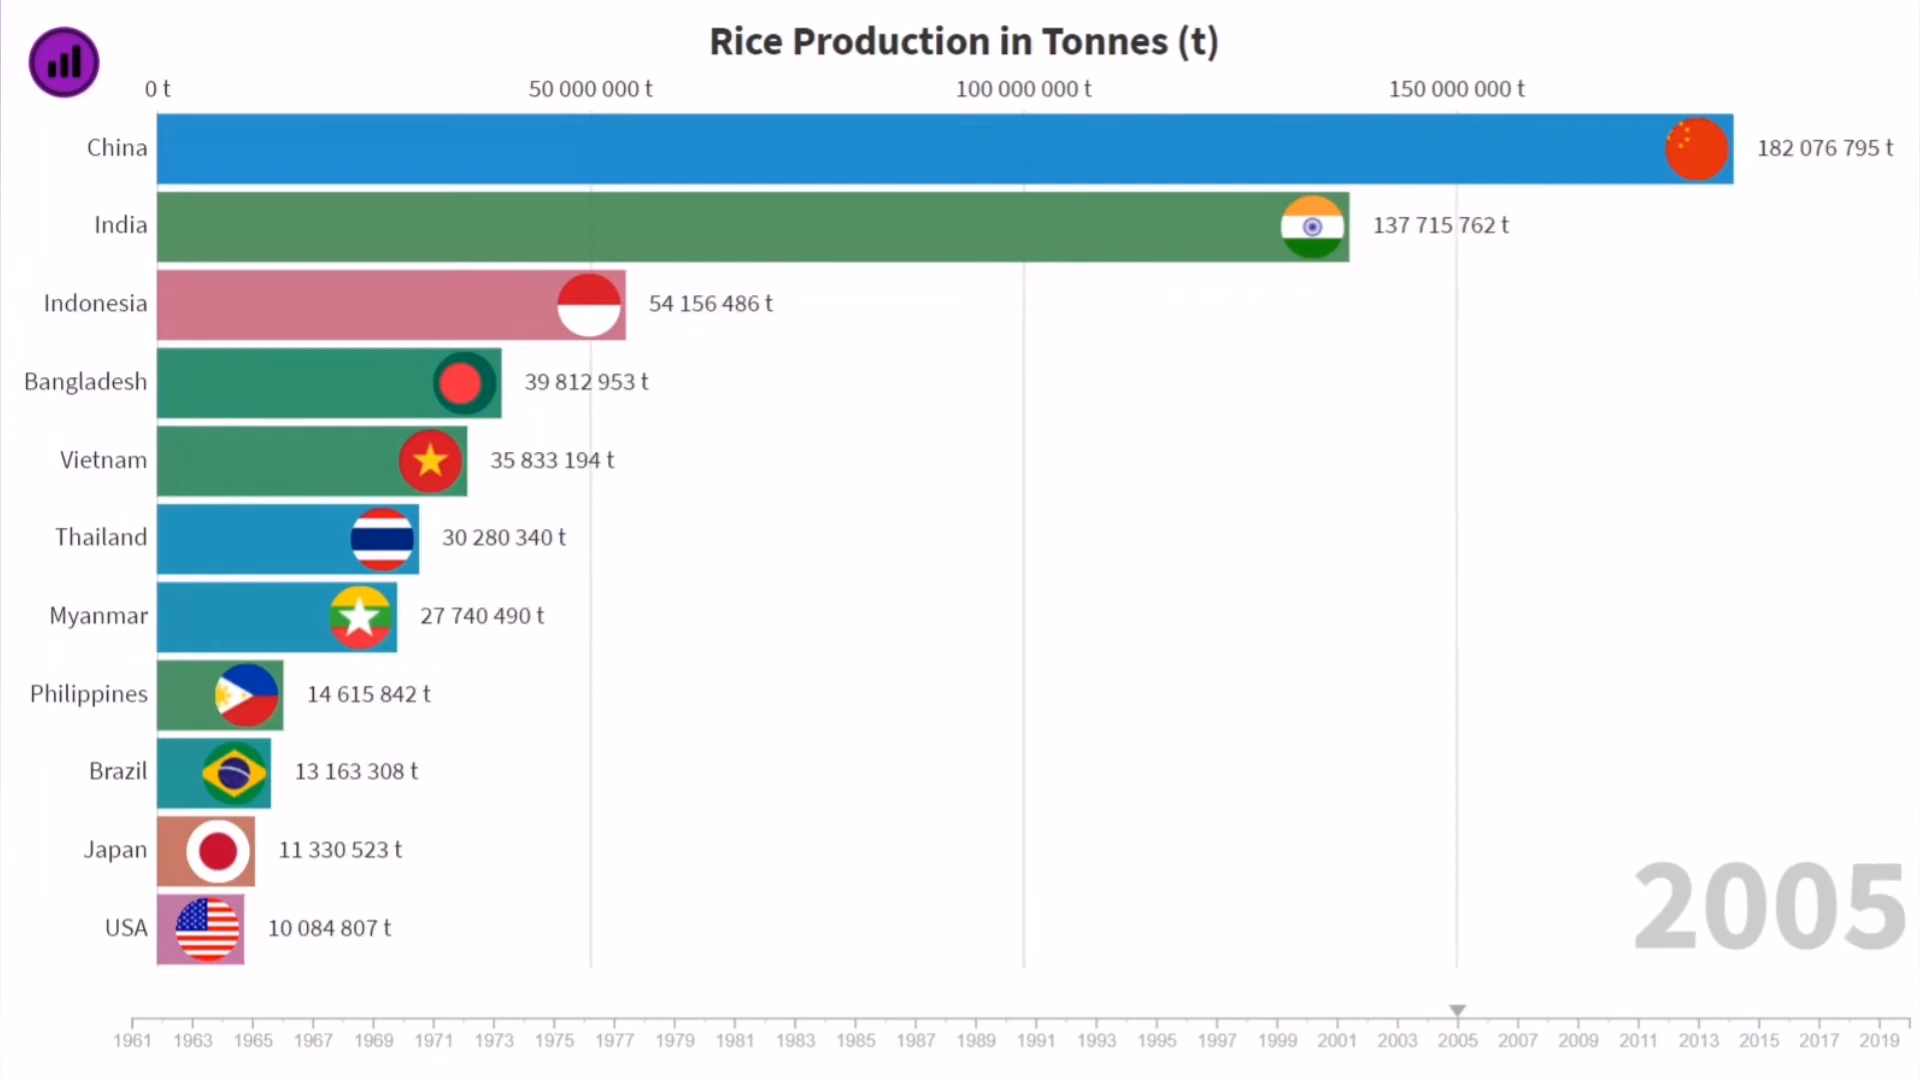 Rice Production in Tonnes (t)
0 t 50 000 000 t 100 000 000 t 150 000 000 t
China 182 076 795 t
India 137 715 762 t
Indonesia 54 156 486 t
Bangladesh 39 812 953 t
Vietnam 35 833 194 t
Thailand 30 280 340 t
Myanmar 27 740 490 t
Philippines 14 615 842 t
Brazil 13 163 308 t
Japan 11 330 523 t
USA 10 084 807 t
2005
1961 1963 1965 1967 1969 1971 1973 1975 1977 1979 1981 1983 1985 1987 1989 1991 1993 1995 1997 1999 2001 2003 2005 2007 2009 2011 2013 2015 2017 2019